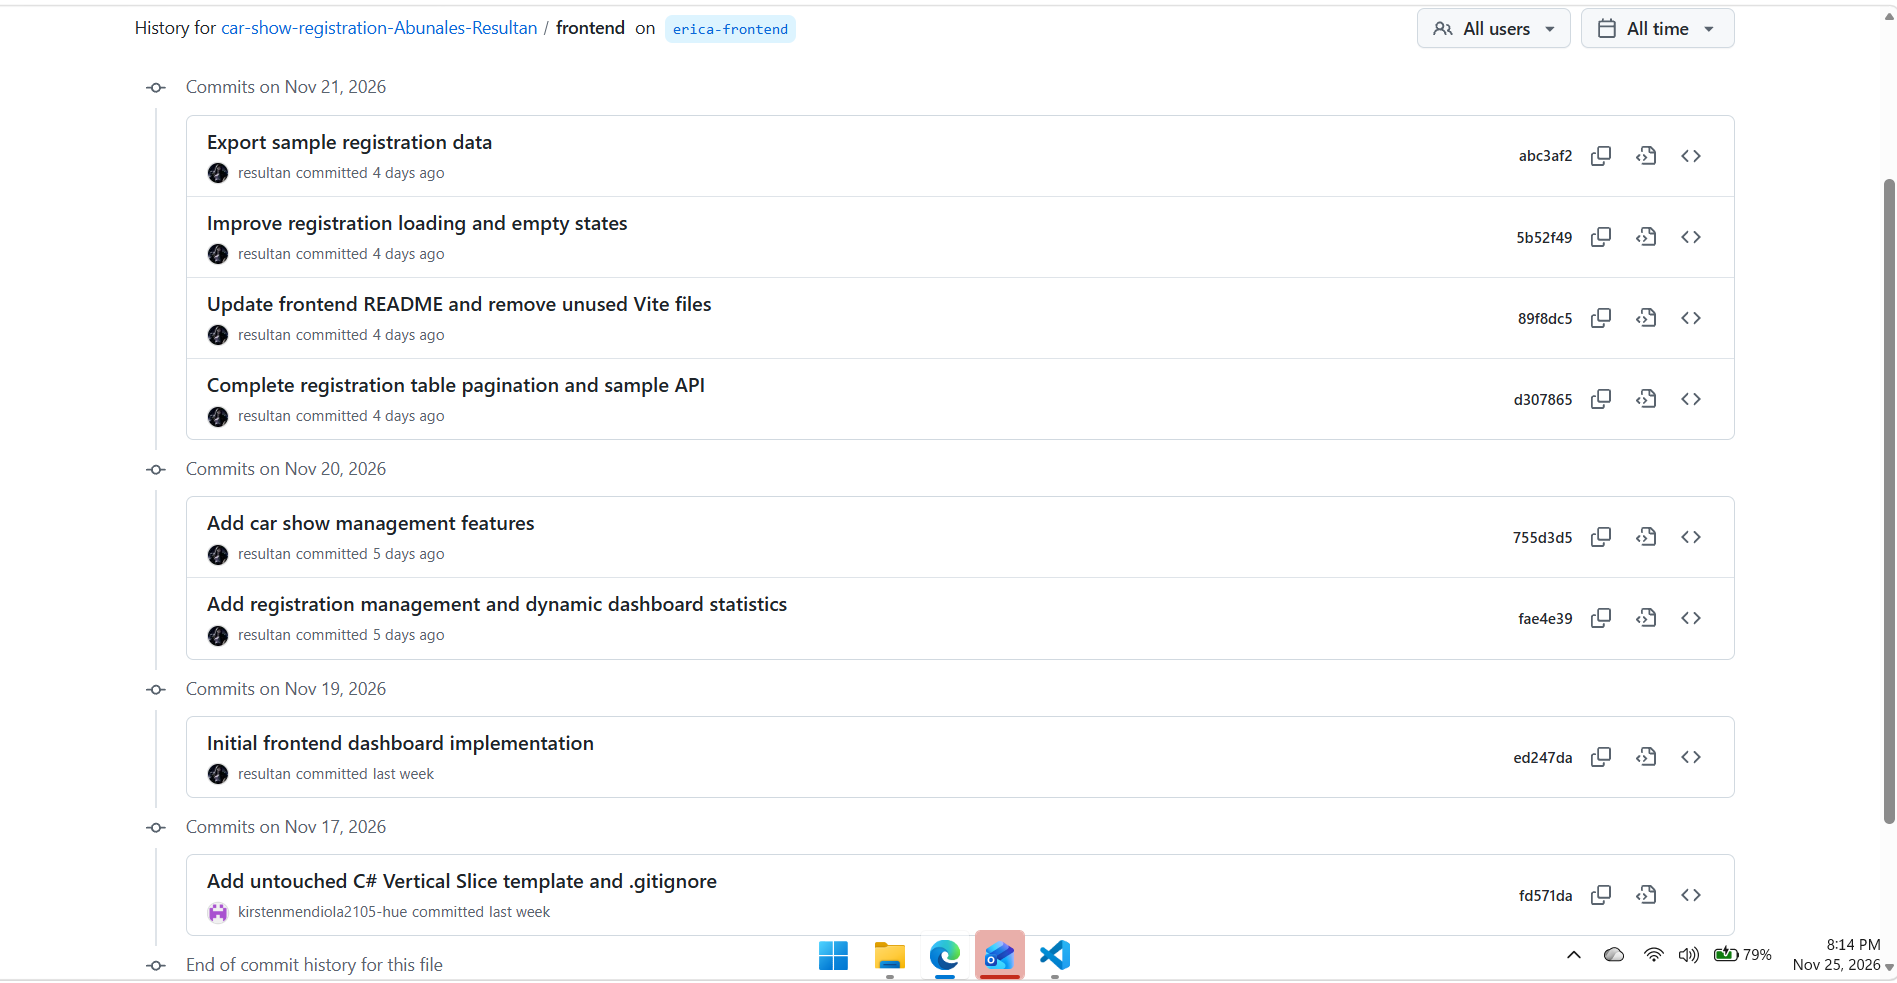 History for car-show-registration-Abunales-Resultan / frontend on erica-frontend
All users
All time
Commits on Nov 21, 2026
Export sample registration data
resultan committed 4 days ago
abc3af2
Improve registration loading and empty states
resultan committed 4 days ago
5b52f49
Update frontend README and remove unused Vite files
resultan committed 4 days ago
89f8dc5
Complete registration table pagination and sample API
resultan committed 4 days ago
d307865
Commits on Nov 20, 2026
Add car show management features
resultan committed 5 days ago
755d3d5
Add registration management and dynamic dashboard statistics
resultan committed 5 days ago
fae4e39
Commits on Nov 19, 2026
Initial frontend dashboard implementation
resultan committed last week
ed247da
Commits on Nov 17, 2026
Add untouched C# Vertical Slice template and .gitignore
kirstenmendiola2105-hue committed last week
fd571da
End of commit history for this file
79%
8:14 PM
Nov 25, 2026